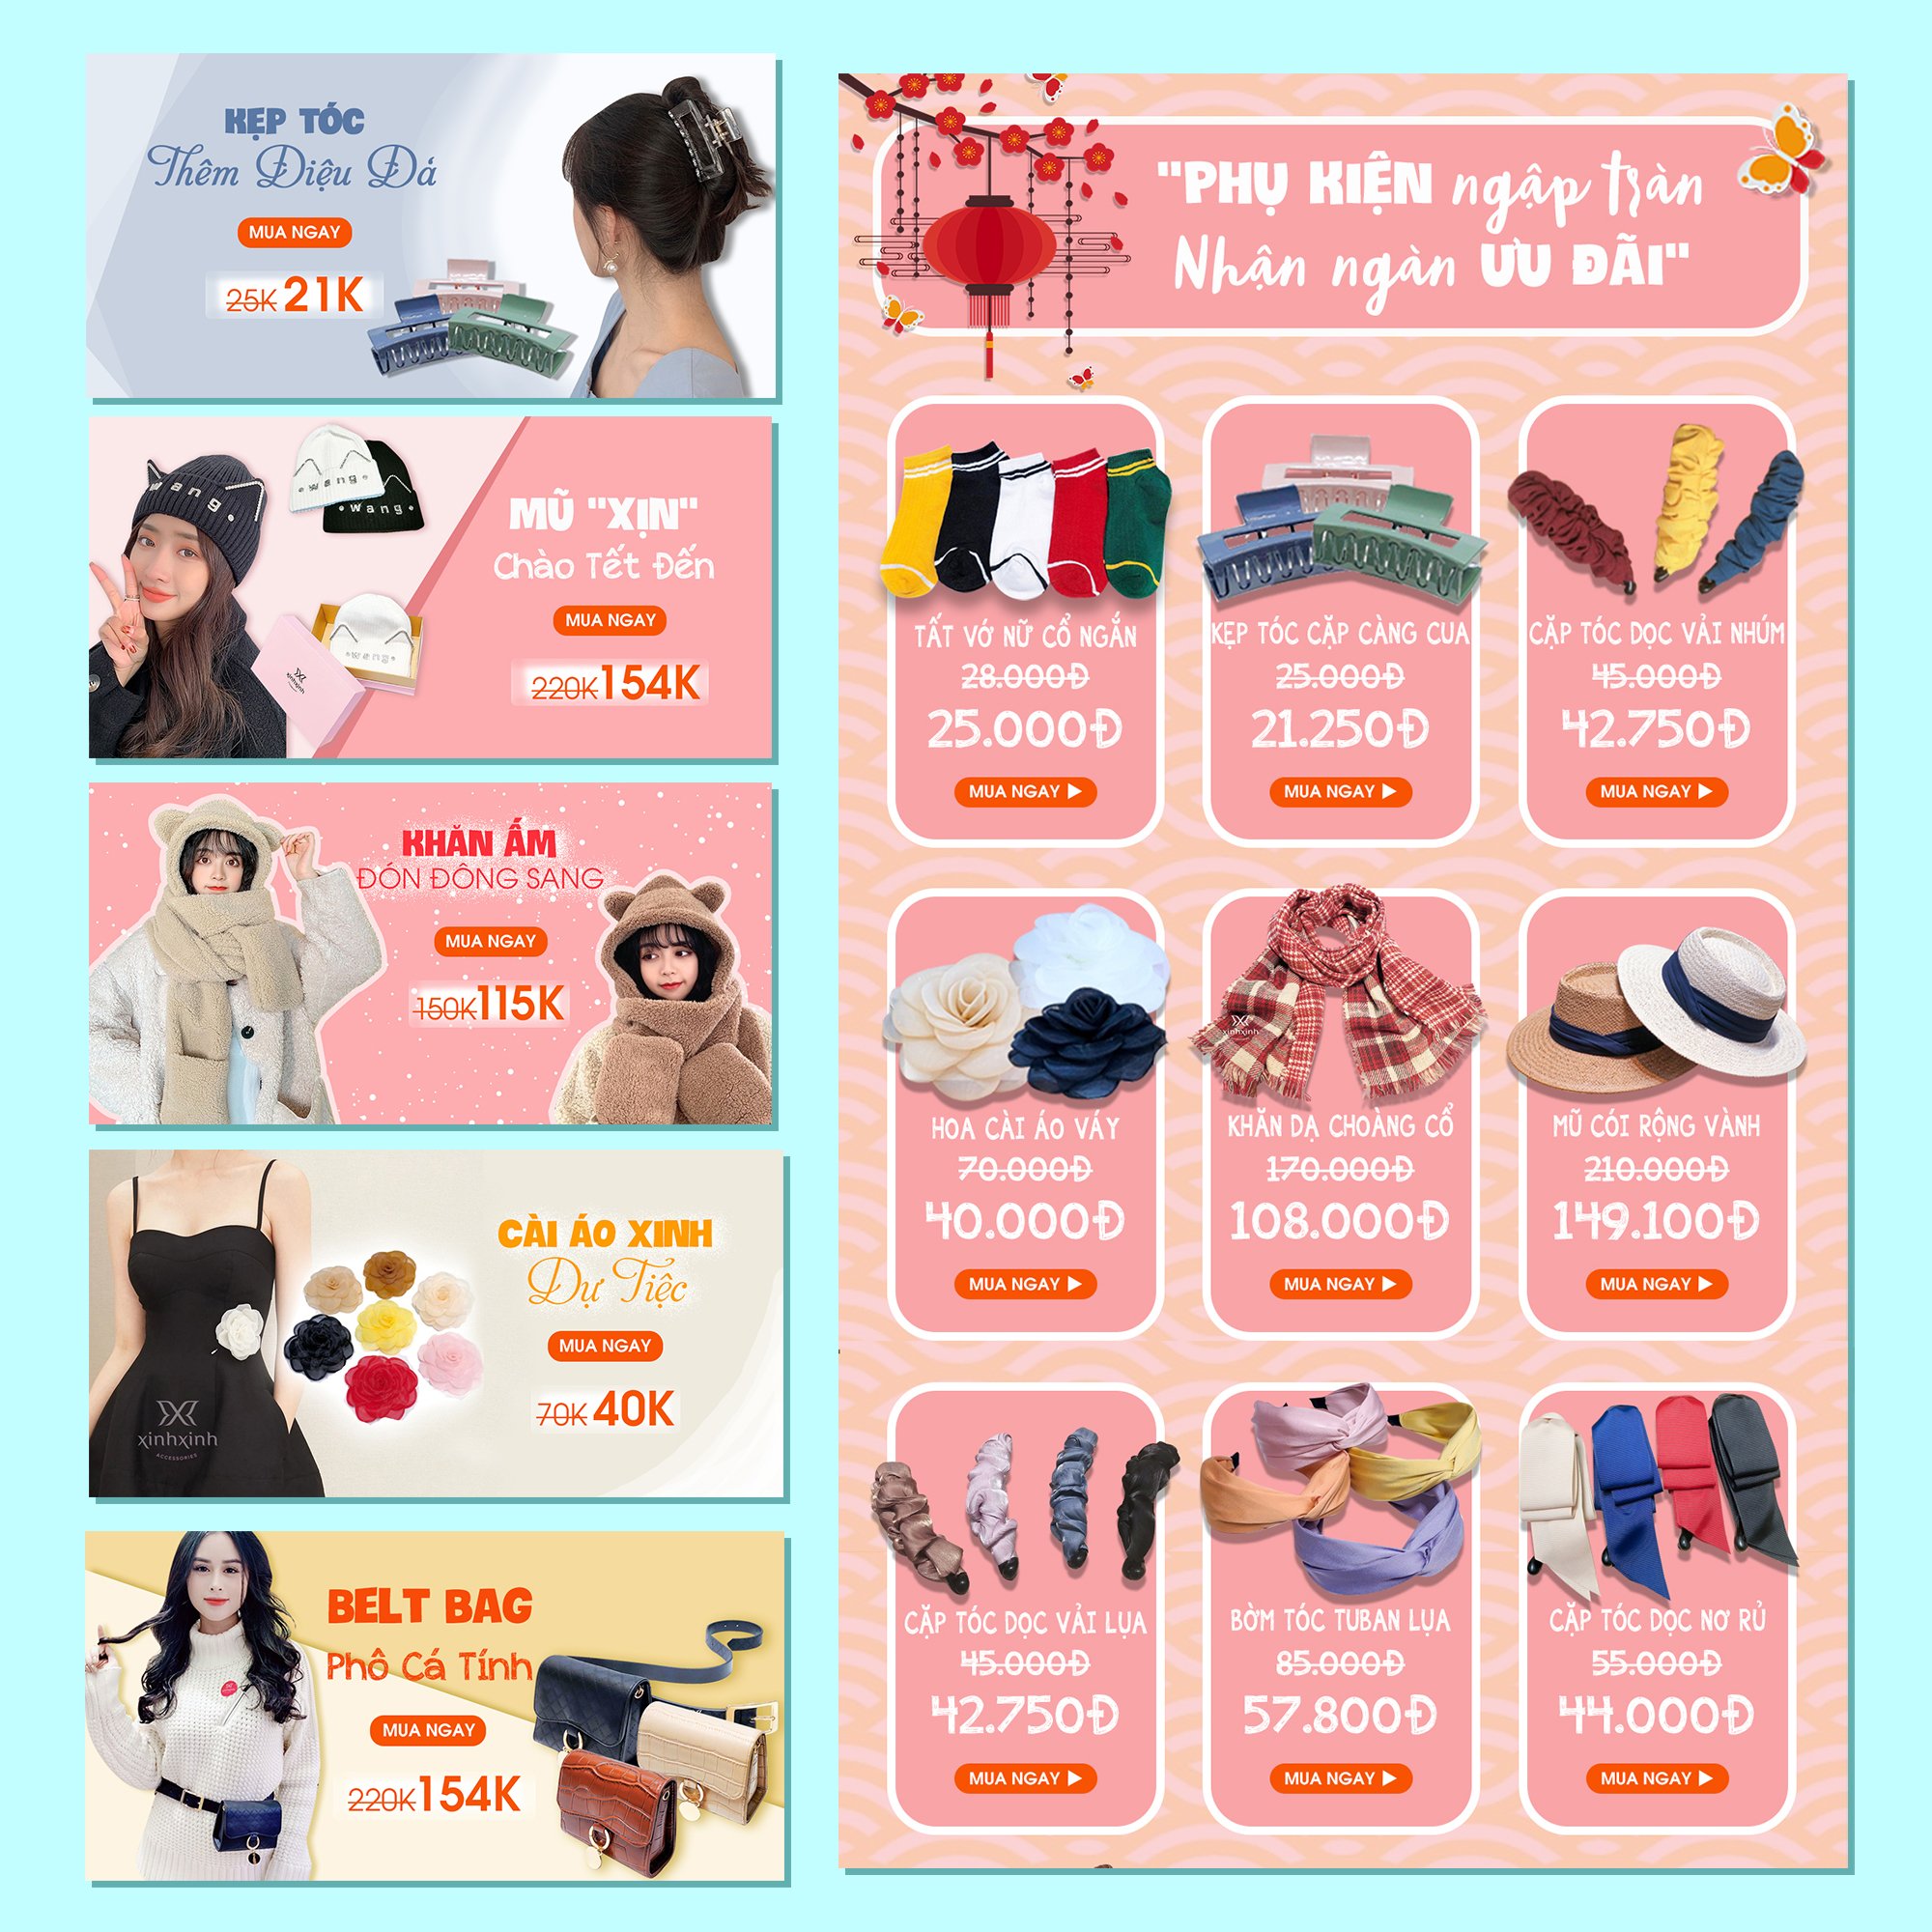 KẸP TÓC
Thêm Diệu Đá
MUA NGAY
25K 21K
wang.
• wang •
• wang •
• wang •
xinhxinh
MŨ "XỊN"
Chào Tết Đến
MUA NGAY
220K 154K
KHĂN ẤM
ĐÓN ĐÔNG SANG
MUA NGAY
150K 115K
CÀI ÁO XINH
Dự Tiệc
MUA NGAY
70K 40K
xinhxinh
ACCESSORIES
BELT BAG
Phô Cá Tính
MUA NGAY
220K 154K
"PHỤ KIỆN ngập tràn
Nhận ngàn ƯU ĐÃI"
TẤT VỚ NỮ CỔ NGẮN
28.000Đ
25.000Đ
MUA NGAY
KẸP TÓC CẶP CÀNG CUA
25.000Đ
21.250Đ
MUA NGAY
CẶP TÓC DỌC VẢI NHÚM
45.000Đ
42.750Đ
MUA NGAY
HOA CÀI ÁO VÁY
70.000Đ
40.000Đ
MUA NGAY
xinhxinh
KHĂN DẠ CHOÀNG CỔ
170.000Đ
108.000Đ
MUA NGAY
MŨ CÓI RỘNG VÀNH
210.000Đ
149.100Đ
MUA NGAY
CẶP TÓC DỌC VẢI LỤA
45.000Đ
42.750Đ
MUA NGAY
BỜM TÓC TUBAN LỤA
85.000Đ
57.800Đ
MUA NGAY
CẶP TÓC DỌC NƠ RỦ
55.000Đ
44.000Đ
MUA NGAY